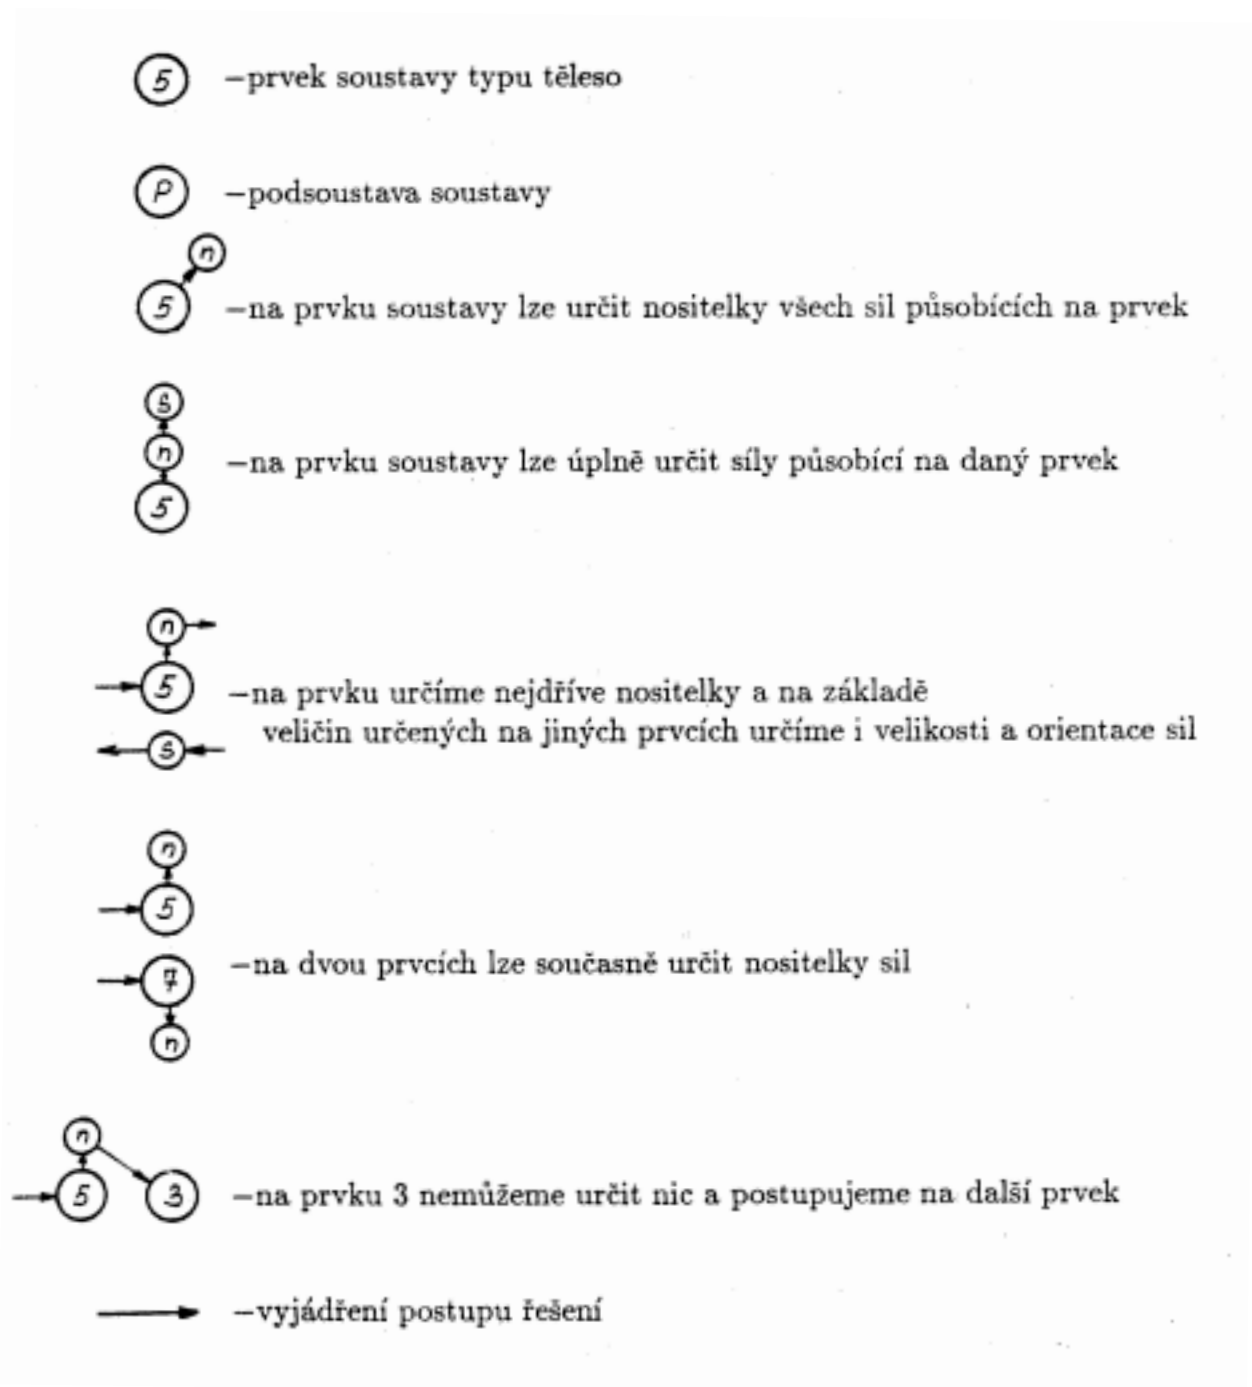 5 –prvek soustavy typu těleso
P –podsoustava soustavy
n
5 –na prvku soustavy lze určit nositelky všech sil působících na prvek
s
n –na prvku soustavy lze úplně určit síly působící na daný prvek
5
n
5 –na prvku určíme nejdříve nositelky a na základě
s veličin určených na jiných prvcích určíme i velikosti a orientace sil
n
5
–na dvou prvcích lze současně určit nositelky sil
7
n
n
5 3 –na prvku 3 nemůžeme určit nic a postupujeme na další prvek
–vyjádření postupu řešení